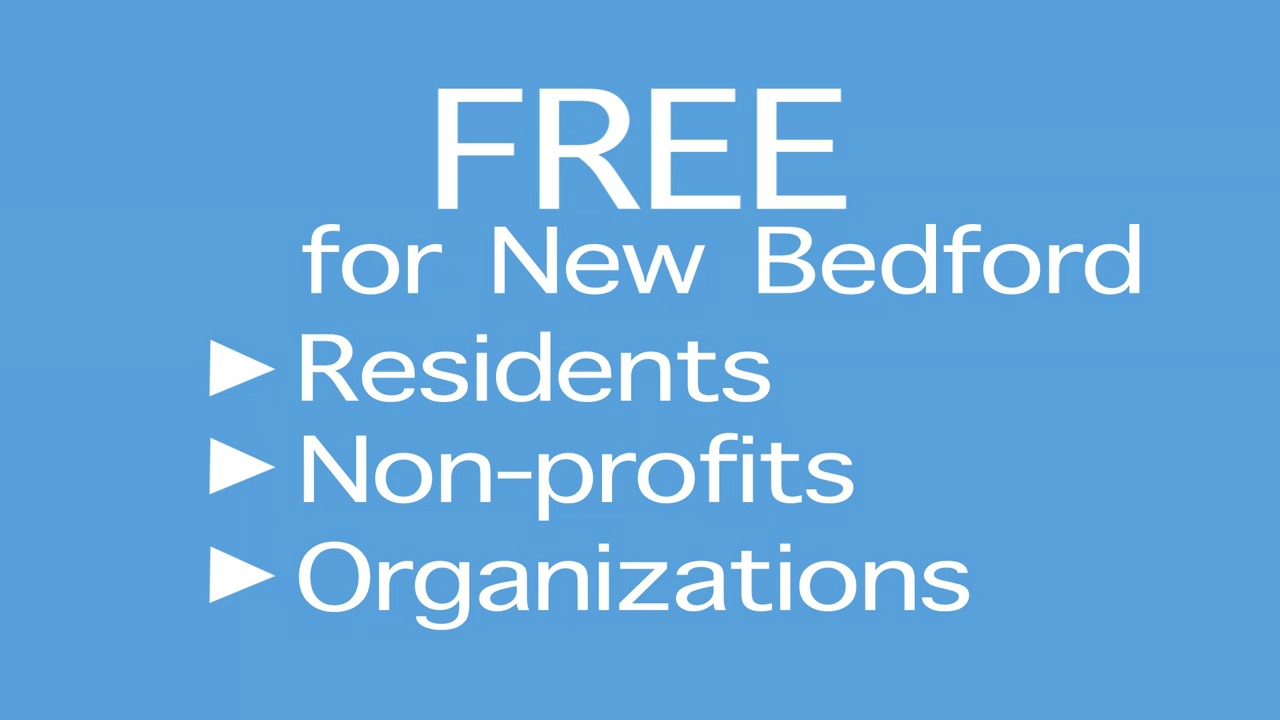 FREE
for New Bedford
▶ Residents
▶ Non-profits
▶ Organizations